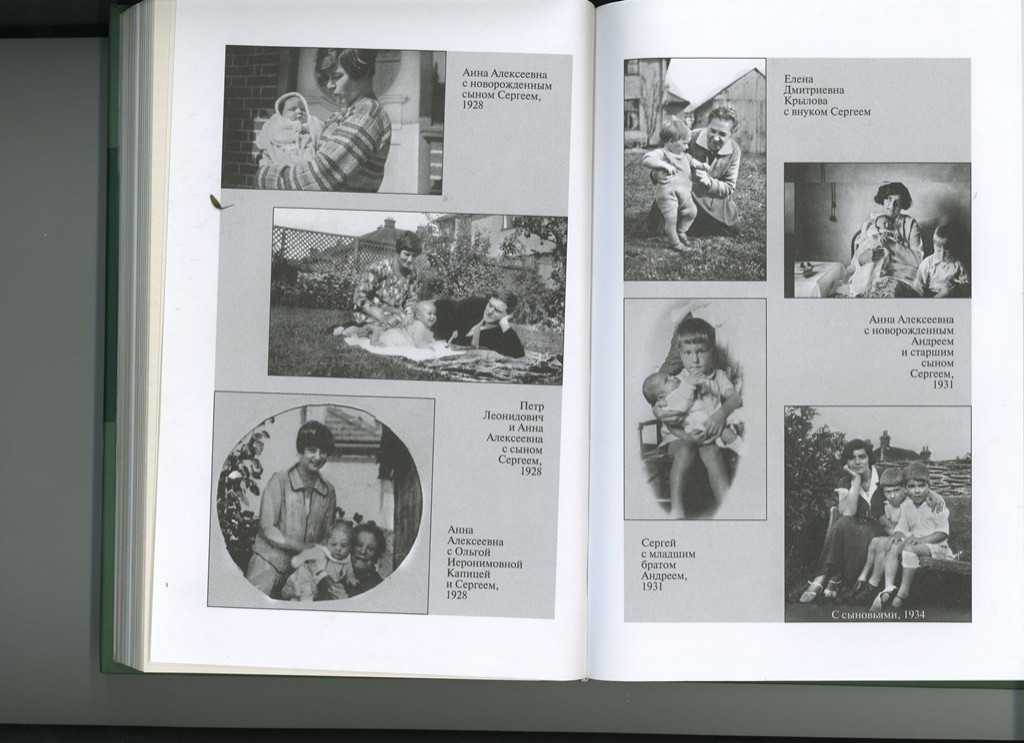 Анна Алексеевна
с новорожденным
сыном Сергеем,
1928
Петр
Леонидович
и Анна
Алексеевна
с сыном
Сергеем,
1928
Анна
Алексеевна
с Ольгой
Иеронимовной
Капицей
и Сергеем,
1928
Елена
Дмитриевна
Крылова
с внуком Сергеем
Анна Алексеевна
с новорожденным
Андреем
и старшим
сыном
Сергеем,
1931
Сергей
с младшим
братом
Андреем,
1931
С сыновьями, 1934